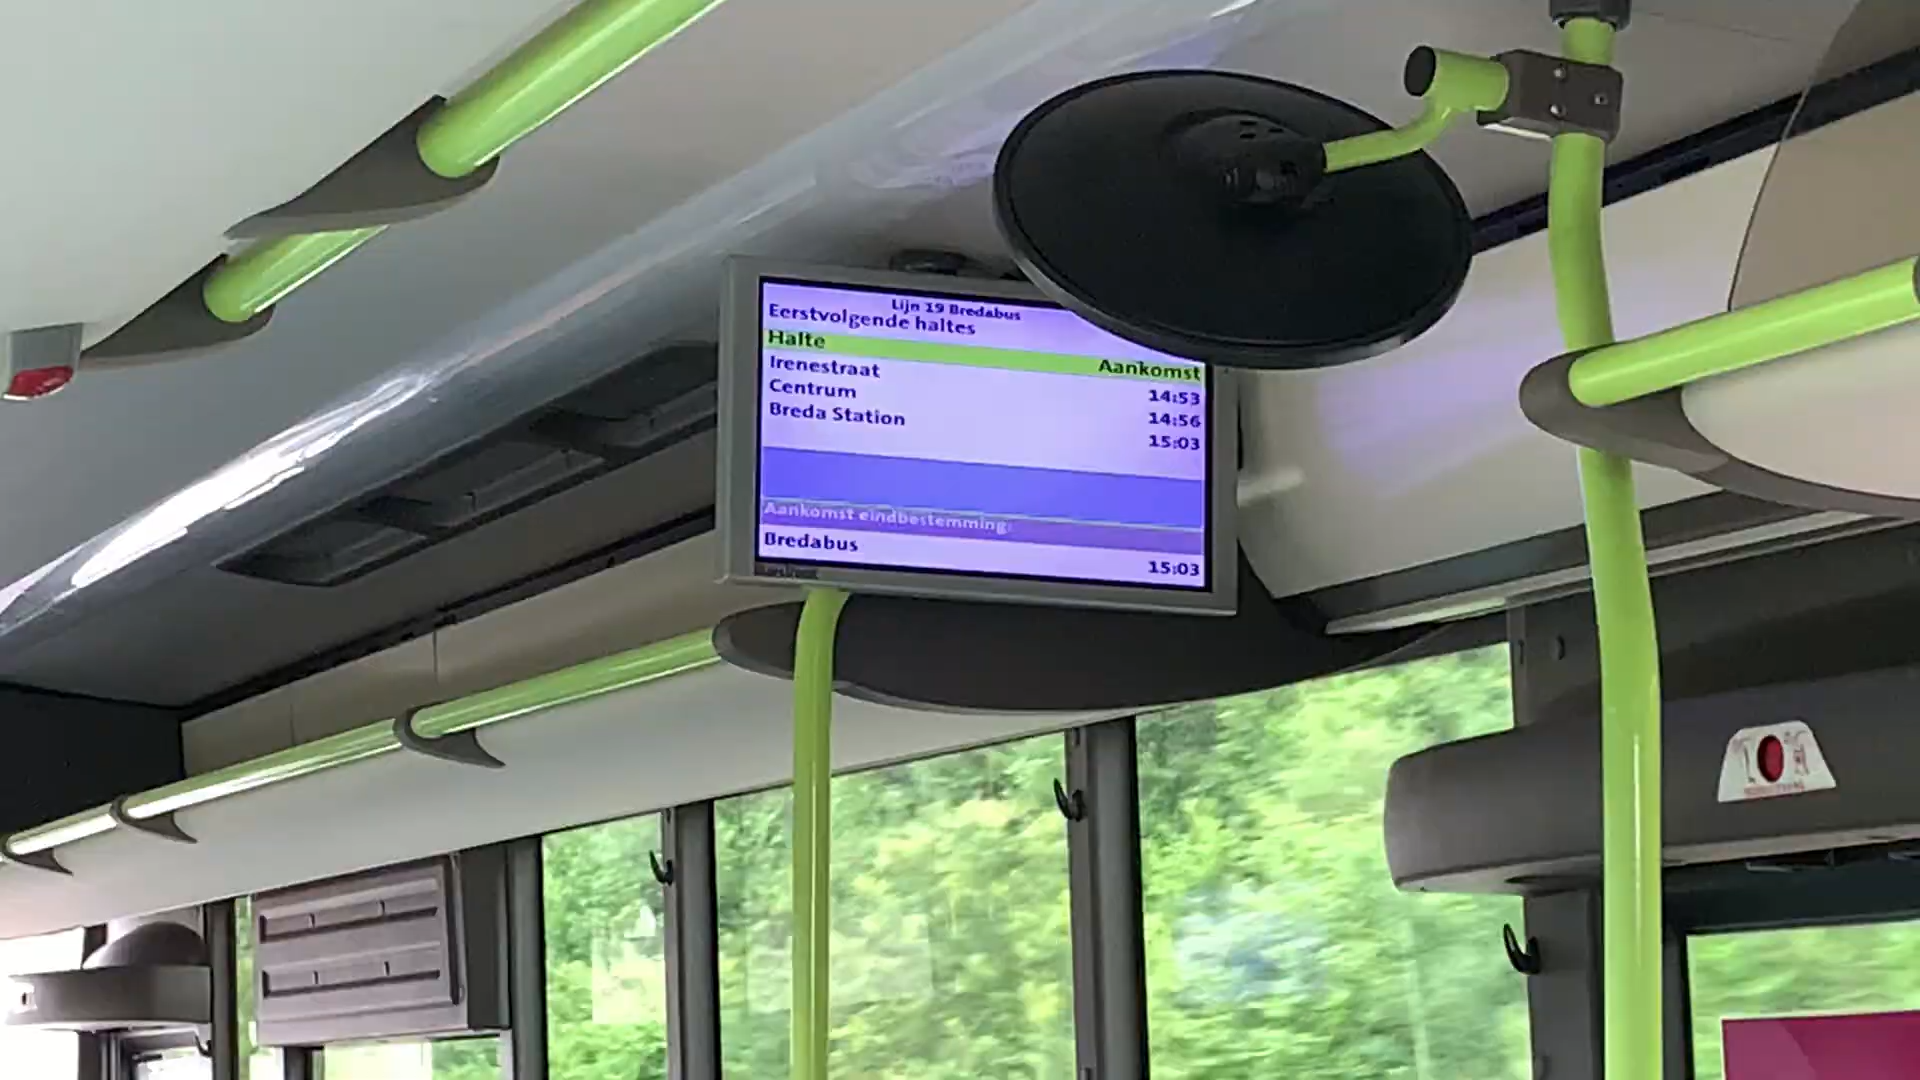 Lijn 19 Bredabus
Eerstvolgende haltes
Halte Aankomst
Irenestraat 14:53
Centrum 14:56
Breda Station 15:03
Aankomst eindbestemming:
Bredabus 15:03